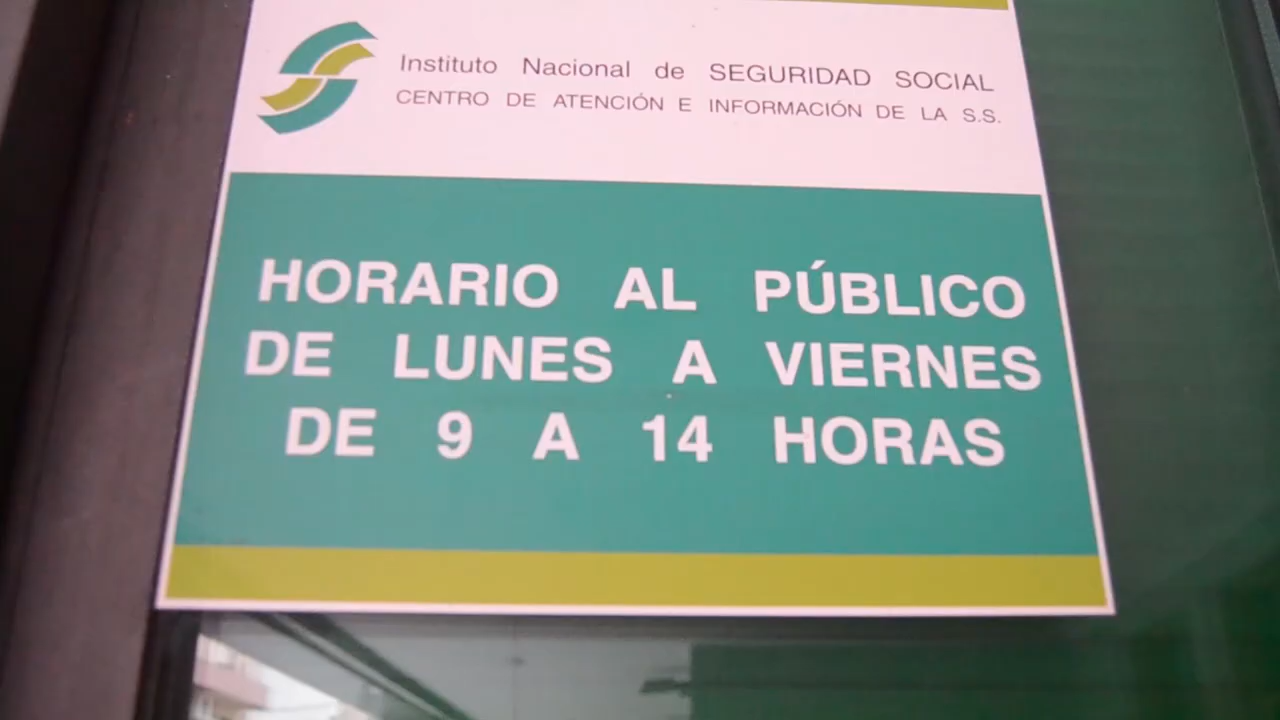 Instituto Nacional de SEGURIDAD SOCIAL
CENTRO DE ATENCIÓN E INFORMACIÓN DE LA S.S.
HORARIO AL PÚBLICO
DE LUNES A VIERNES
DE 9 A 14 HORAS